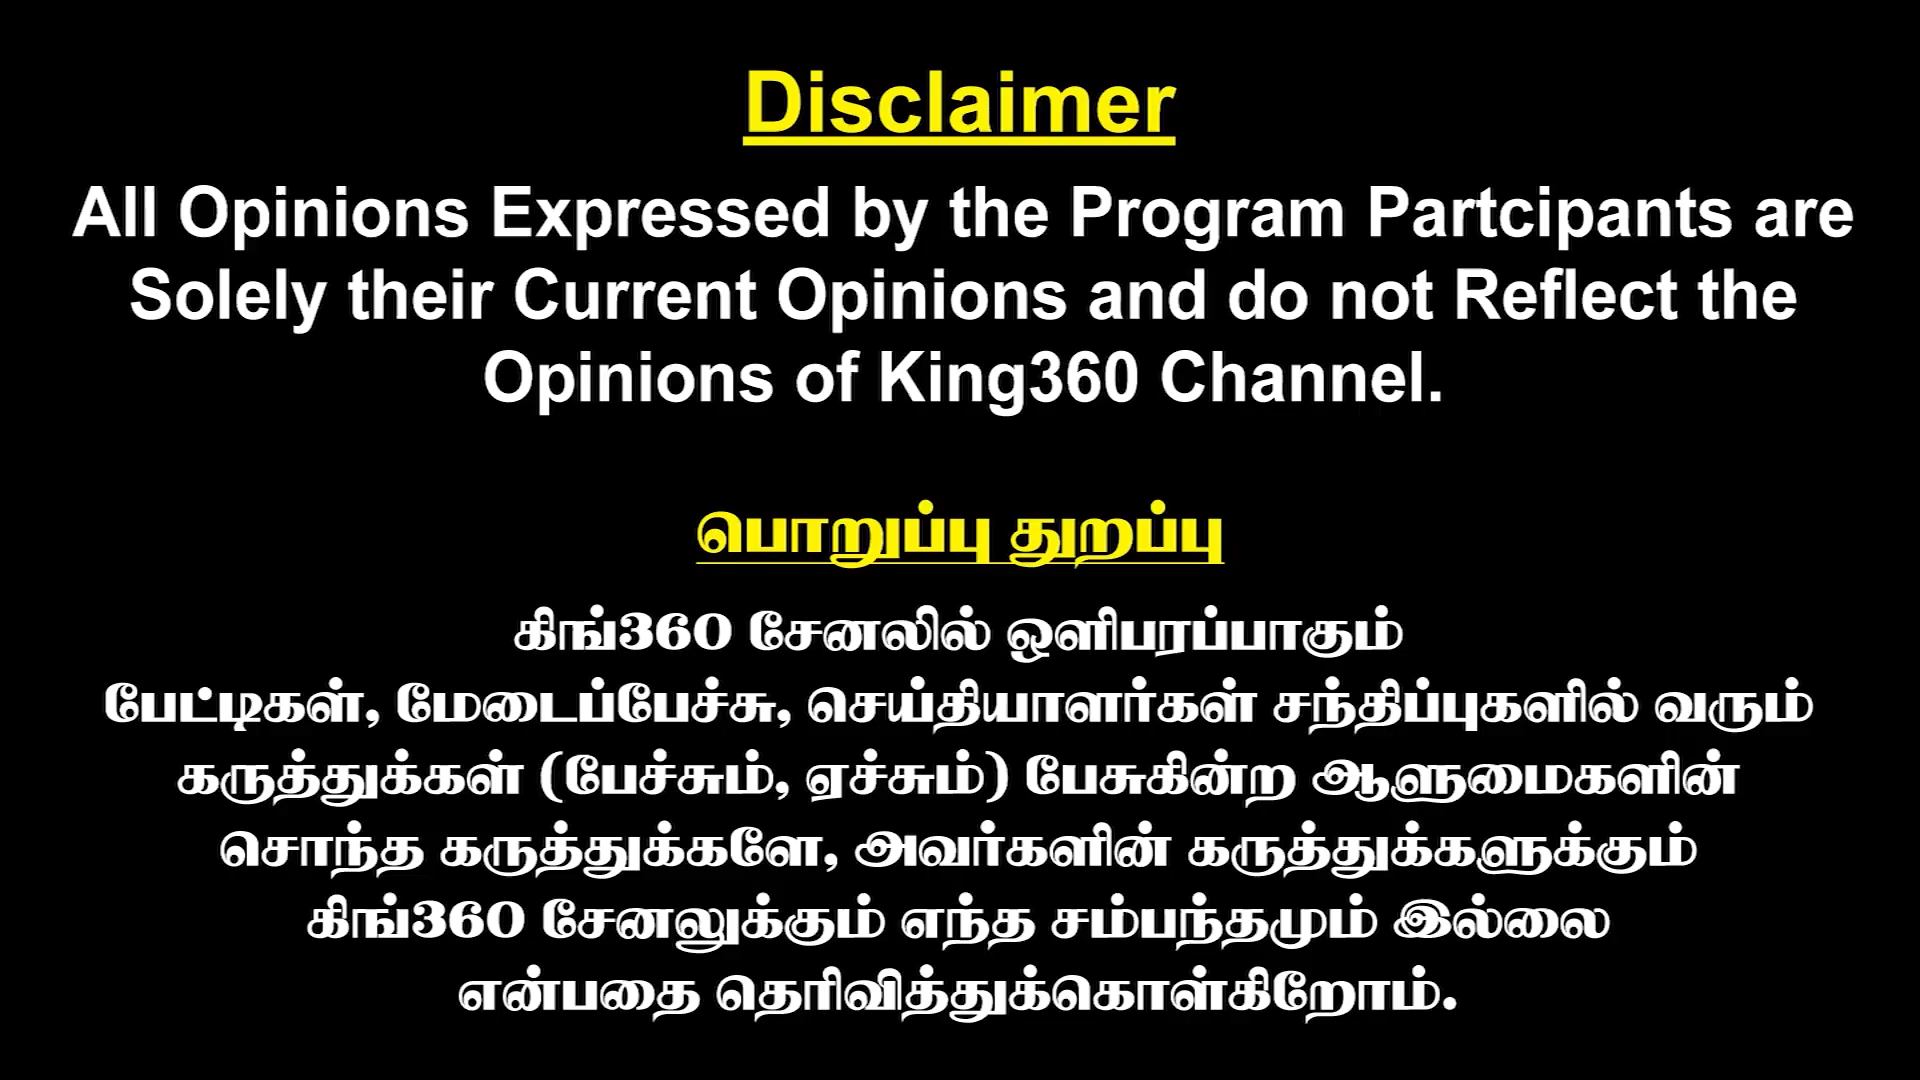 Disclaimer
All Opinions Expressed by the Program Partcipants are
Solely their Current Opinions and do not Reflect the
Opinions of King360 Channel.
பொறுப்பு துறப்பு
கிங்360 சேனலில் ஒளிபரப்பாகும்
பேட்டிகள், மேடைப்பேச்சு, செய்தியாளர்கள் சந்திப்புகளில் வரும்
கருத்துக்கள் (பேச்சும், ஏச்சும்) பேசுகின்ற ஆளுமைகளின்
சொந்த கருத்துக்களே, அவர்களின் கருத்துக்களுக்கும்
கிங்360 சேனலுக்கும் எந்த சம்பந்தமும் இல்லை
என்பதை தெரிவித்துக்கொள்கிறோம்.